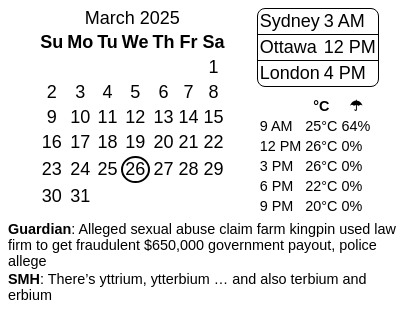 March 2025
Su Mo Tu We Th Fr Sa
1
2 3 4 5 6 7 8
9 10 11 12 13 14 15
16 17 18 19 20 21 22
23 24 25 26 27 28 29
30 31
Sydney 3 AM
Ottawa 12 PM
London 4 PM
°C ☂
9 AM 25°C 64%
12 PM 26°C 0%
3 PM 26°C 0%
6 PM 22°C 0%
9 PM 20°C 0%
Guardian: Alleged sexual abuse claim farm kingpin used law
firm to get fraudulent $650,000 government payout, police
allege
SMH: There’s yttrium, ytterbium … and also terbium and
erbium